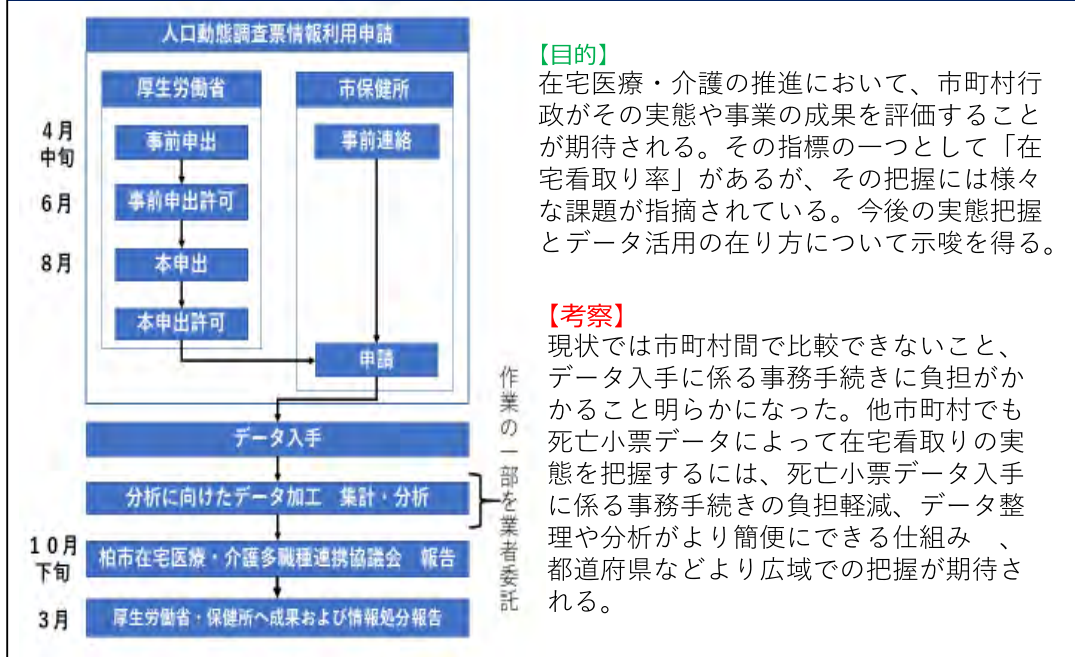 人口動態調査票情報利用申請
厚生労働省
市保健所
4月
中旬
事前申出
事前連絡
6月
事前申出許可
8月
本申出
本申出許可
申請
データ入手
分析に向けたデータ加工 集計・分析
作業の一部を業者委託
10月
下旬
柏市在宅医療・介護多職種連携協議会 報告
3月
厚生労働省・保健所へ成果および情報処分報告
【目的】
在宅医療・介護の推進において、市町村行
政がその実態や事業の成果を評価すること
が期待される。その指標の一つとして「在
宅看取り率」があるが、その把握には様々
な課題が指摘されている。今後の実態把握
とデータ活用の在り方について示唆を得る。
【考察】
現状では市町村間で比較できないこと、
データ入手に係る事務手続きに負担がか
かること明らかになった。他市町村でも
死亡小票データによって在宅看取りの実
態を把握するには、死亡小票データ入手
に係る事務手続きの負担軽減、データ整
理や分析がより簡便にできる仕組み 、
都道府県などより広域での把握が期待さ
れる。